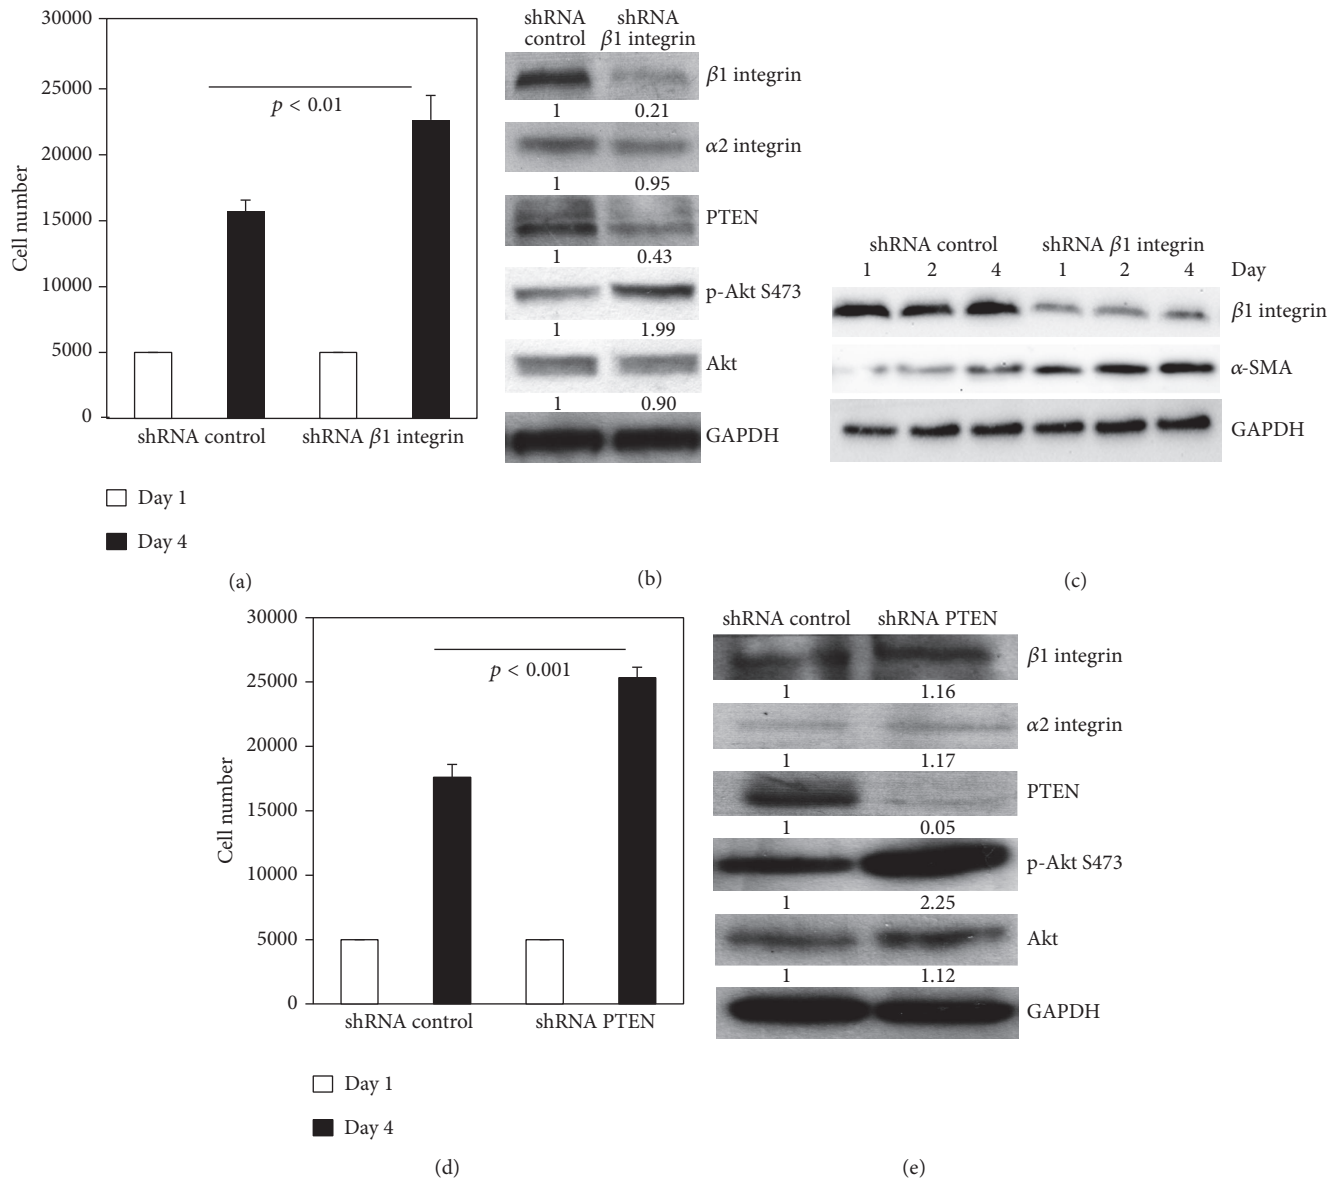 30000
25000
20000
15000
10000
5000
0
Cell number
p < 0.01
shRNA control
shRNA β1 integrin
Day 1
Day 4
(a)
shRNA
control
shRNA
β1 integrin
β1 integrin
1 0.21
α2 integrin
1 0.95
PTEN
1 0.43
p-Akt S473
1 1.99
Akt
1 0.90
GAPDH
(b)
shRNA control shRNA β1 integrin
1 2 4 1 2 4 Day
β1 integrin
α-SMA
GAPDH
(c)
30000
25000
20000
15000
10000
5000
0
Cell number
p < 0.001
shRNA control
shRNA PTEN
Day 1
Day 4
(d)
shRNA control shRNA PTEN
β1 integrin
1 1.16
α2 integrin
1 1.17
PTEN
1 0.05
p-Akt S473
1 2.25
Akt
1 1.12
GAPDH
(e)